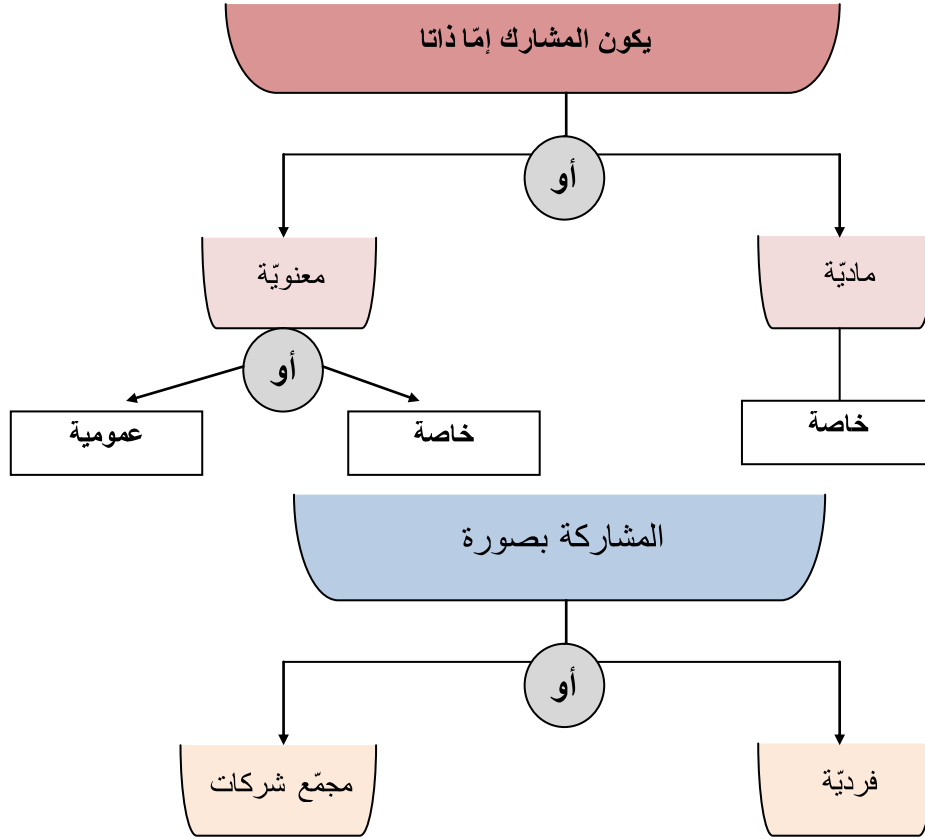 يكون المشارك إمّا ذاتا
أو
ماديّة
معنويّة
أو
خاصة
خاصة
عمومية
المشاركة بصورة
أو
فرديّة
مجمّع شركات